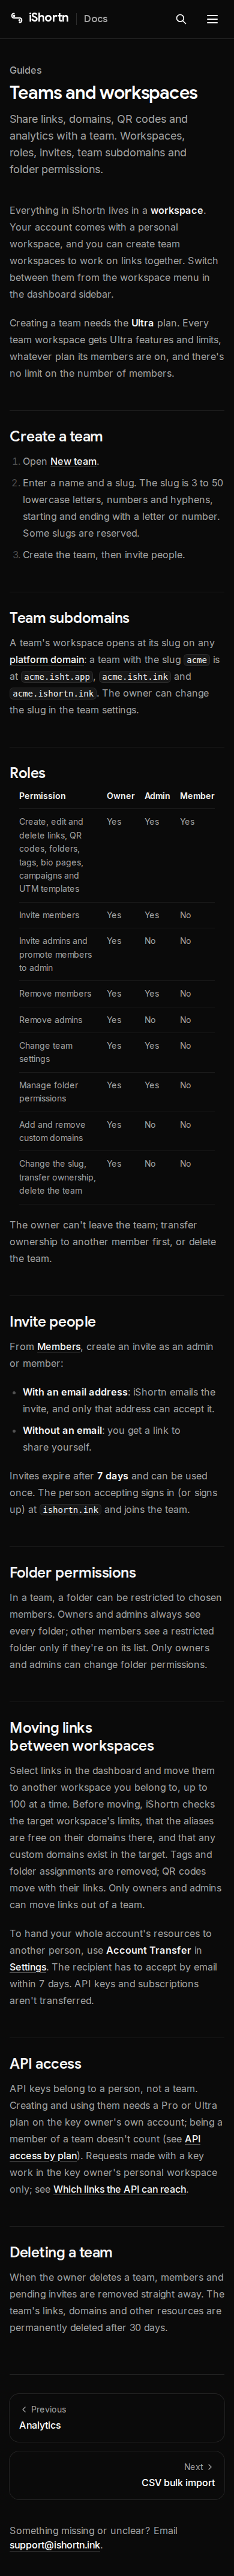 iShortn
Docs
Guides
Teams and workspaces
Share links, domains, QR codes and
analytics with a team. Workspaces,
roles, invites, team subdomains and
folder permissions.
Everything in iShortn lives in a workspace.
Your account comes with a personal
workspace, and you can create team
workspaces to work on links together. Switch
between them from the workspace menu in
the dashboard sidebar.
Creating a team needs the Ultra plan. Every
team workspace gets Ultra features and limits,
whatever plan its members are on, and there's
no limit on the number of members.
Create a team
1. Open New team.
2. Enter a name and a slug. The slug is 3 to 50
lowercase letters, numbers and hyphens,
starting and ending with a letter or number.
Some slugs are reserved.
3. Create the team, then invite people.
Team subdomains
A team's workspace opens at its slug on any
platform domain: a team with the slug acme is
at acme.isht.app, acme.isht.ink and
acme.ishortn.ink. The owner can change
the slug in the team settings.
Roles
Permission Owner Admin Member
Create, edit and Yes Yes Yes
delete links, QR
codes, folders,
tags, bio pages,
campaigns and
UTM templates
Invite members Yes Yes No
Invite admins and Yes No No
promote members
to admin
Remove members Yes Yes No
Remove admins Yes No No
Change team Yes Yes No
settings
Manage folder Yes Yes No
permissions
Add and remove Yes No No
custom domains
Change the slug, Yes No No
transfer ownership,
delete the team
The owner can't leave the team; transfer
ownership to another member first, or delete
the team.
Invite people
From Members, create an invite as an admin
or member:
• With an email address: iShortn emails the
invite, and only that address can accept it.
• Without an email: you get a link to
share yourself.
Invites expire after 7 days and can be used
once. The person accepting signs in (or signs
up) at ishortn.ink and joins the team.
Folder permissions
In a team, a folder can be restricted to chosen
members. Owners and admins always see
every folder; other members see a restricted
folder only if they're on its list. Only owners
and admins can change folder permissions.
Moving links
between workspaces
Select links in the dashboard and move them
to another workspace you belong to, up to
100 at a time. Before moving, iShortn checks
the target workspace's limits, that the aliases
are free on their domains there, and that any
custom domains exist in the target. Tags and
folder assignments are removed; QR codes
move with their links. Only owners and admins
can move links out of a team.
To hand your whole account's resources to
another person, use Account Transfer in
Settings. The recipient has to accept by email
within 7 days. API keys and subscriptions
aren't transferred.
API access
API keys belong to a person, not a team.
Creating and using them needs a Pro or Ultra
plan on the key owner's own account; being a
member of a team doesn't count (see API
access by plan). Requests made with a key
work in the key owner's personal workspace
only; see Which links the API can reach.
Deleting a team
When the owner deletes a team, members and
pending invites are removed straight away. The
team's links, domains and other resources are
permanently deleted after 30 days.
Previous
Analytics
Next
CSV bulk import
Something missing or unclear? Email
support@ishortn.ink.